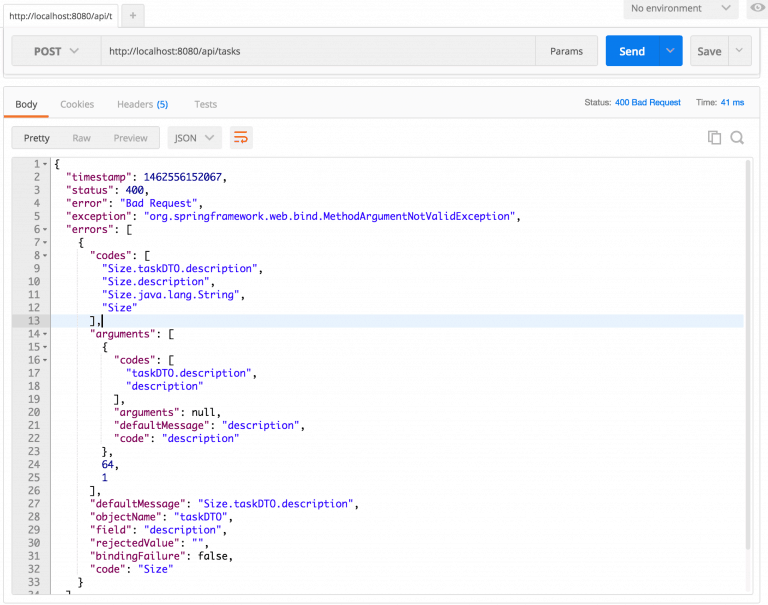 http://localhost:8080/api/t
+
No environment
POST
http://localhost:8080/api/tasks
Params
Send
Save
Body
Cookies
Headers (5)
Tests
Status: 400 Bad Request
Time: 41 ms
Pretty
Raw
Preview
JSON
1 {
2 "timestamp": 1462556152067,
3 "status": 400,
4 "error": "Bad Request",
5 "exception": "org.springframework.web.bind.MethodArgumentNotValidException",
6 "errors": [
7 {
8 "codes": [
9 "Size.taskDTO.description",
10 "Size.description",
11 "Size.java.lang.String",
12 "Size"
13 ],
14 "arguments": [
15 {
16 "codes": [
17 "taskDTO.description",
18 "description"
19 ],
20 "arguments": null,
21 "defaultMessage": "description",
22 "code": "description"
23 },
24 64,
25 1
26 ],
27 "defaultMessage": "Size.taskDTO.description",
28 "objectName": "taskDTO",
29 "field": "description",
30 "rejectedValue": "",
31 "bindingFailure": false,
32 "code": "Size"
33 }